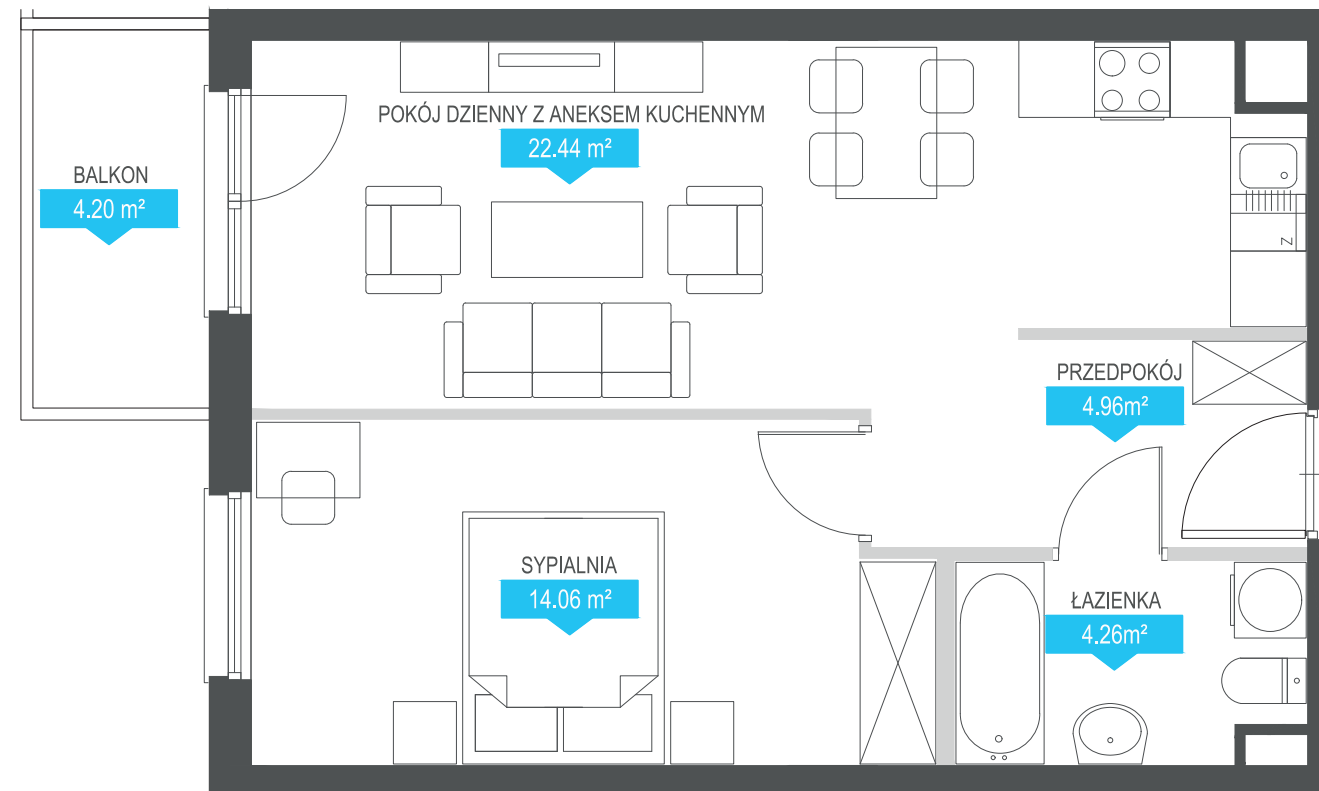 POKÓJ DZIENNY Z ANEKSEM KUCHENNYM
22.44 m²
BALKON
4.20 m²
Z
PRZEDPOKÓJ
4.96m²
SYPIALNIA
14.06 m²
ŁAZIENKA
4.26m²